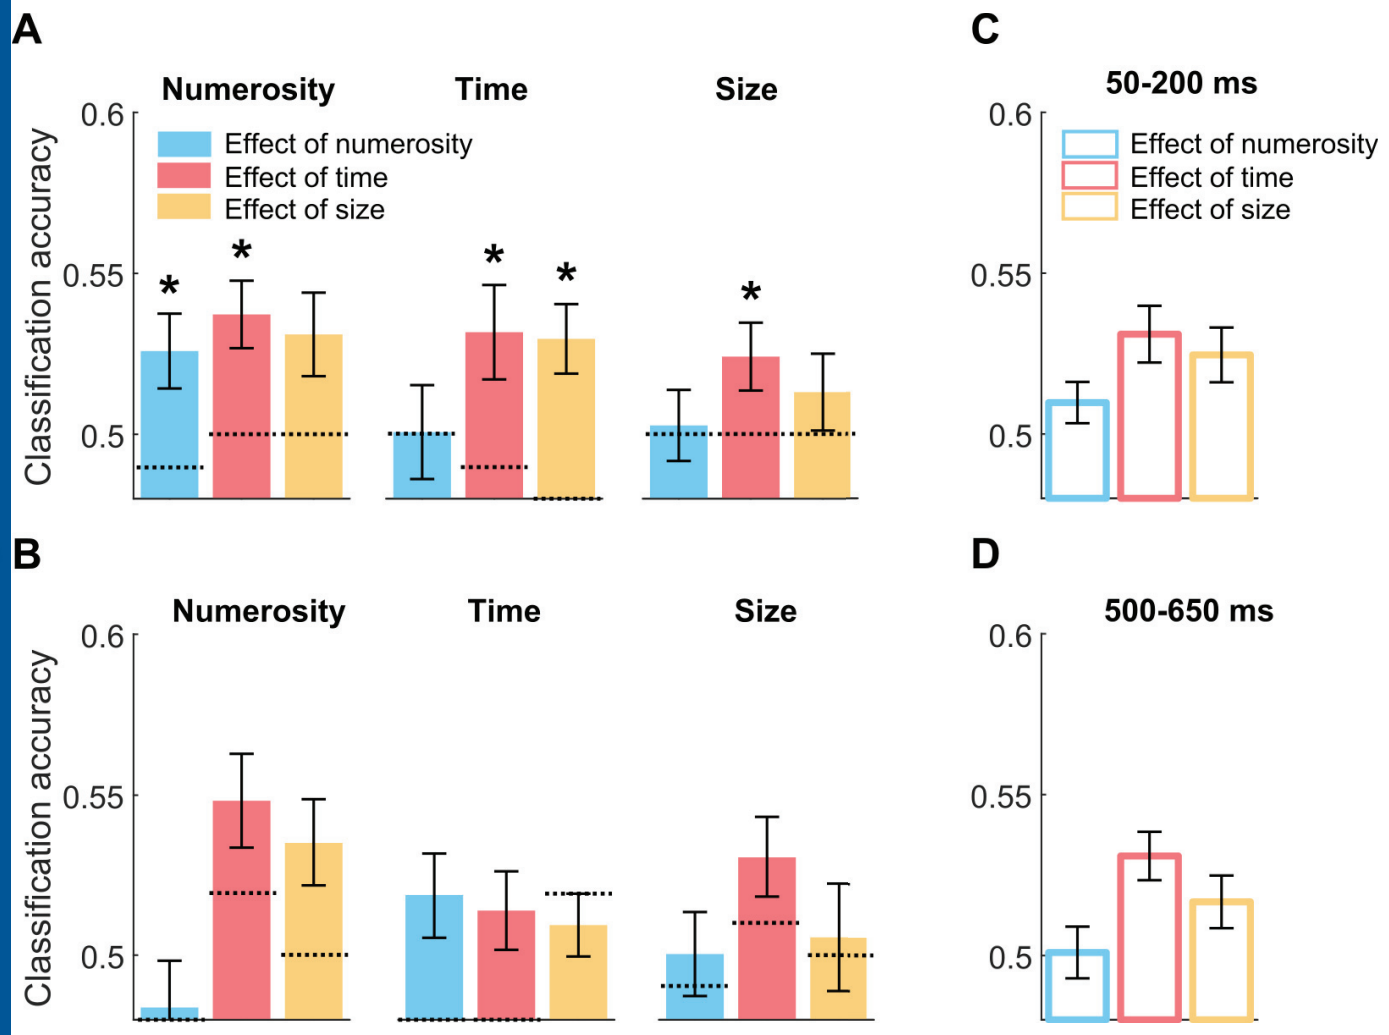 A
C
Numerosity Time Size
50-200 ms
0.6
0.6
Effect of numerosity
Effect of time
Effect of size
Effect of numerosity
Effect of time
Effect of size
Classification accuracy
* * * * *
0.55
0.55
0.5
0.5
B
D
Numerosity Time Size
500-650 ms
0.6
0.6
Classification accuracy
0.55
0.55
0.5
0.5